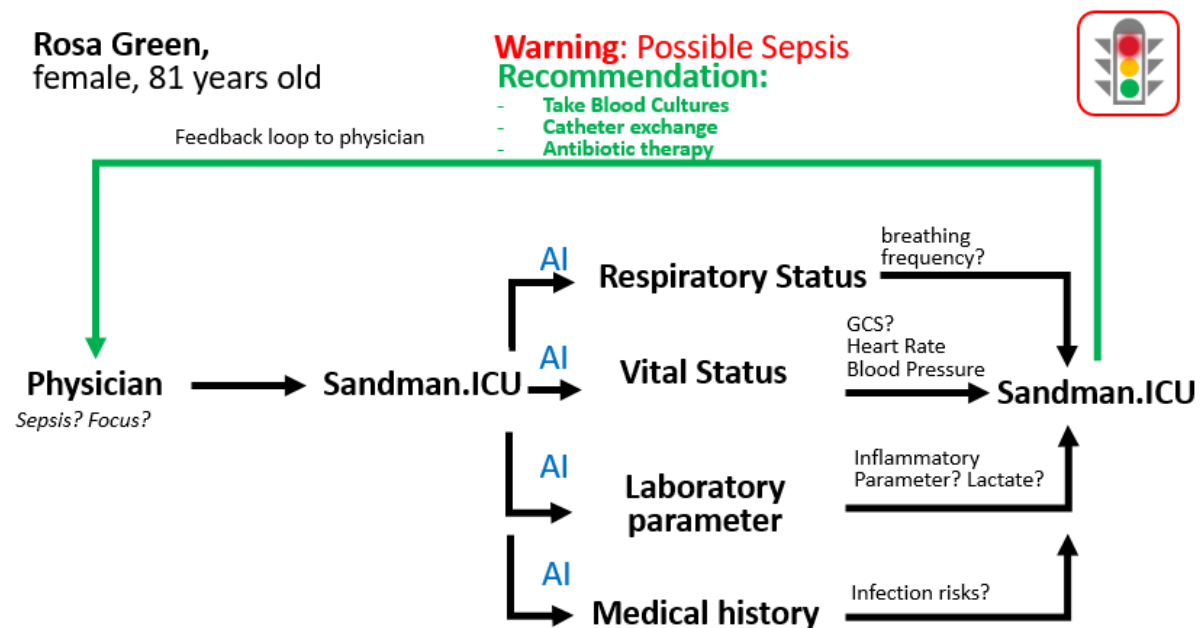 Rosa Green,
female, 81 years old
Warning: Possible Sepsis
Recommendation:
- Take Blood Cultures
- Catheter exchange
- Antibiotic therapy
Feedback loop to physician
AI
Respiratory Status
breathing
frequency?
Physician
Sepsis? Focus?
Sandman.ICU
AI
Vital Status
GCS?
Heart Rate
Blood Pressure
Sandman.ICU
AI
Laboratory
parameter
Inflammatory
Parameter? Lactate?
AI
Medical history
Infection risks?